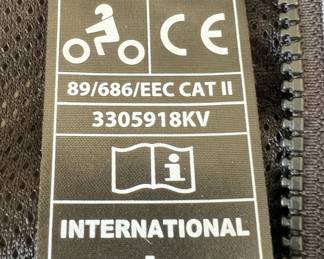 CE
89/686/EEC CAT II
3305918KV
i
INTERNATIONAL